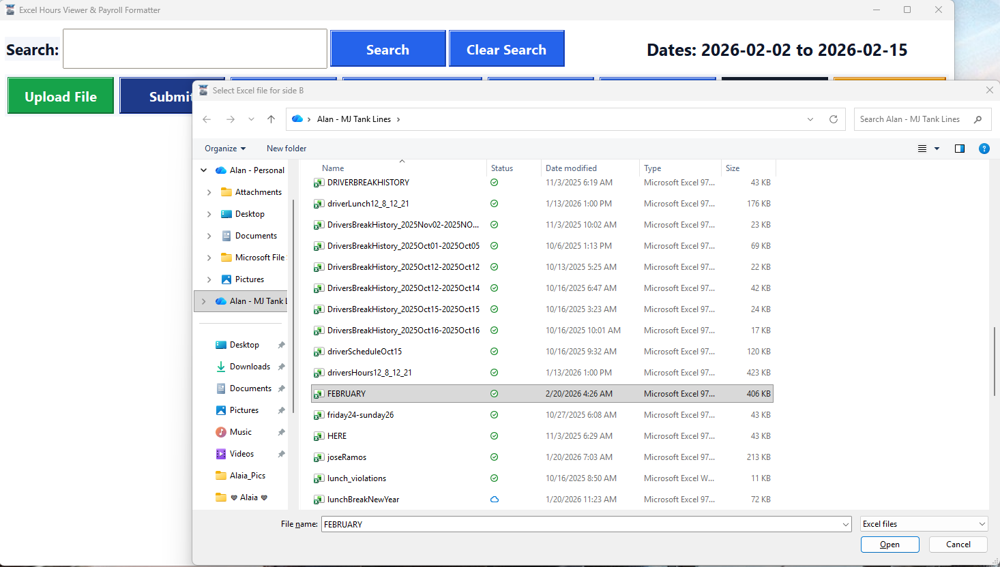 Excel Hours Viewer & Payroll Formatter
Search:
Search
Clear Search
Dates: 2026-02-02 to 2026-02-15
Upload File
Submit
Select Excel file for side B
Alan - MJ Tank Lines
Search Alan - MJ Tank Lines
Organize
New folder
Name Status Date modified Type Size
Alan - Personal
Attachments
Desktop
Documents
Microsoft File
Pictures
Alan - MJ Tank L
Desktop
Downloads
Documents
Pictures
Music
Videos
Alaia_Pics
Alaia
DRIVERBREAKHISTORY 11/3/2025 6:19 AM Microsoft Excel 97... 43 KB
driverLunch12_8_12_21 1/13/2026 1:00 PM Microsoft Excel 97... 176 KB
DriversBreakHistory_2025Nov02-2025NO... 11/3/2025 10:02 AM Microsoft Excel 97... 23 KB
DriversBreakHistory_2025Oct01-2025Oct05 10/6/2025 1:13 PM Microsoft Excel 97... 69 KB
DriversBreakHistory_2025Oct12-2025Oct12 10/13/2025 5:25 AM Microsoft Excel 97... 22 KB
DriversBreakHistory_2025Oct12-2025Oct14 10/16/2025 6:47 AM Microsoft Excel 97... 42 KB
DriversBreakHistory_2025Oct15-2025Oct15 10/16/2025 3:23 AM Microsoft Excel 97... 24 KB
DriversBreakHistory_2025Oct16-2025Oct16 10/16/2025 10:01 AM Microsoft Excel 97... 17 KB
driverScheduleOct15 10/16/2025 9:32 AM Microsoft Excel 97... 120 KB
driversHours12_8_12_21 1/13/2026 1:00 PM Microsoft Excel 97... 423 KB
FEBRUARY 2/20/2026 4:26 AM Microsoft Excel 97... 406 KB
friday24-sunday26 10/27/2025 6:08 AM Microsoft Excel 97... 43 KB
HERE 11/3/2025 6:29 AM Microsoft Excel 97... 43 KB
joseRamos 1/20/2026 7:03 AM Microsoft Excel 97... 213 KB
lunch_violations 10/16/2025 8:50 AM Microsoft Excel W... 11 KB
lunchBreakNewYear 1/20/2026 11:23 AM Microsoft Excel 97... 72 KB
File name: FEBRUARY
Excel files
Open
Cancel